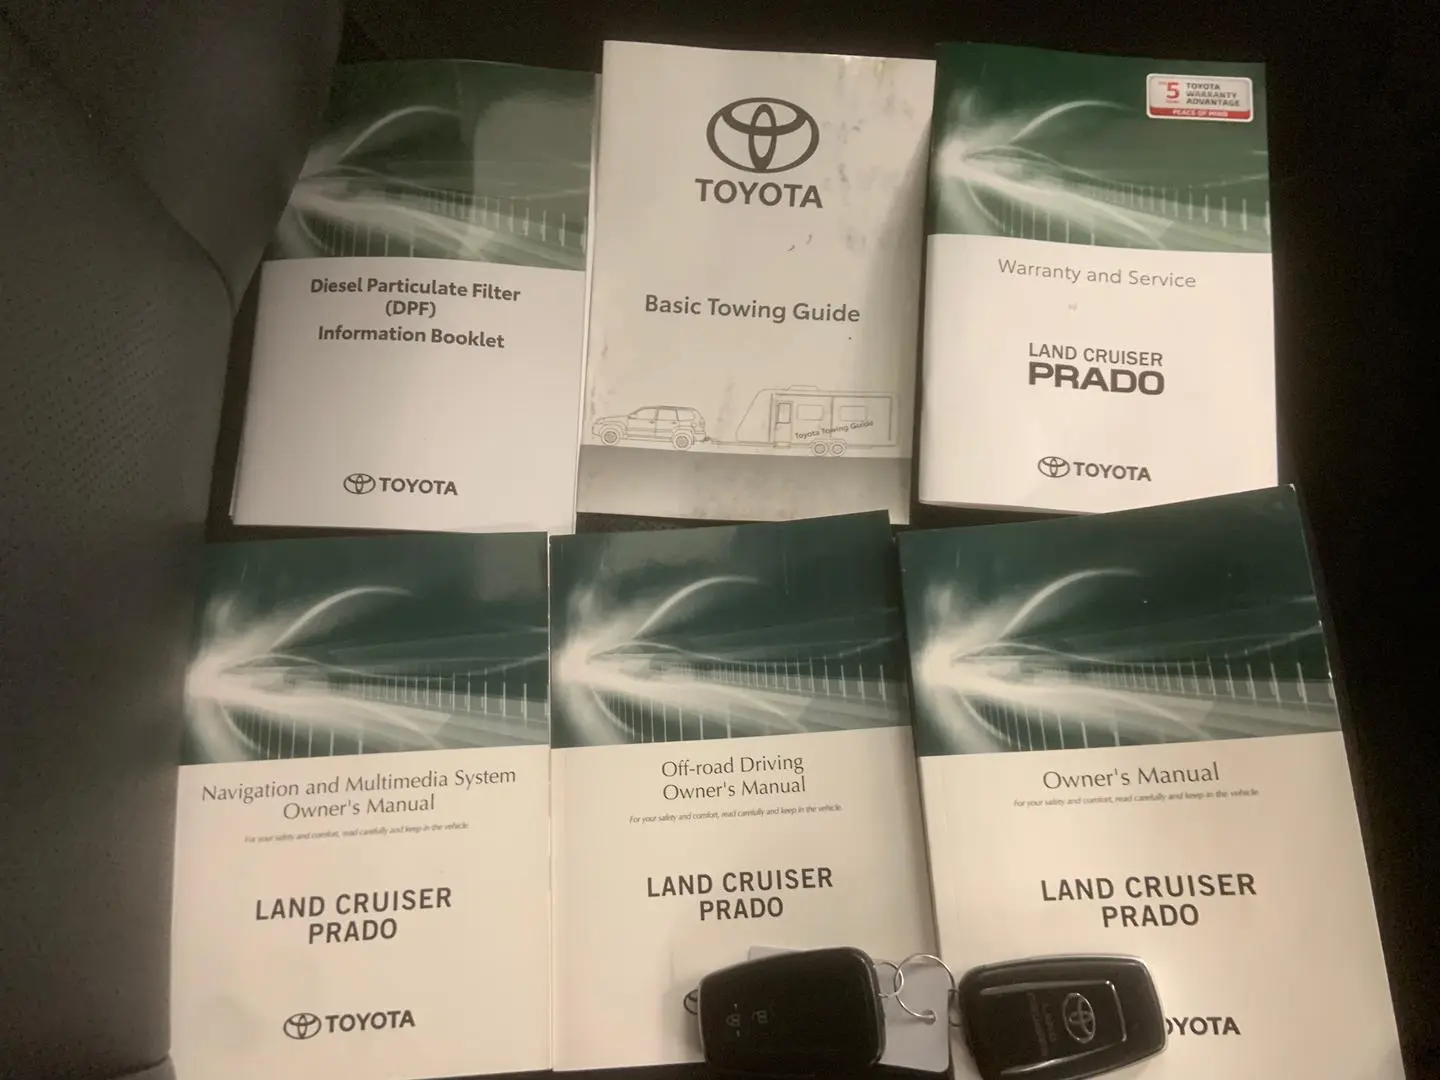 Diesel Particulate Filter
(DPF)
Information Booklet
TOYOTA
TOYOTA
Basic Towing Guide
Toyota Towing Guide
5
TOYOTA
WARRANTY
ADVANTAGE
PEACE OF MIND
Warranty and Service
LAND CRUISER
PRADO
TOYOTA
Navigation and Multimedia System
Owner's Manual
For your safety and comfort, read carefully and keep in the vehicle.
LAND CRUISER
PRADO
TOYOTA
Off-road Driving
Owner's Manual
For your safety and comfort, read carefully and keep in the vehicle.
LAND CRUISER
PRADO
Owner's Manual
For your safety and comfort, read carefully and keep in the vehicle.
LAND CRUISER
PRADO
OYOTA